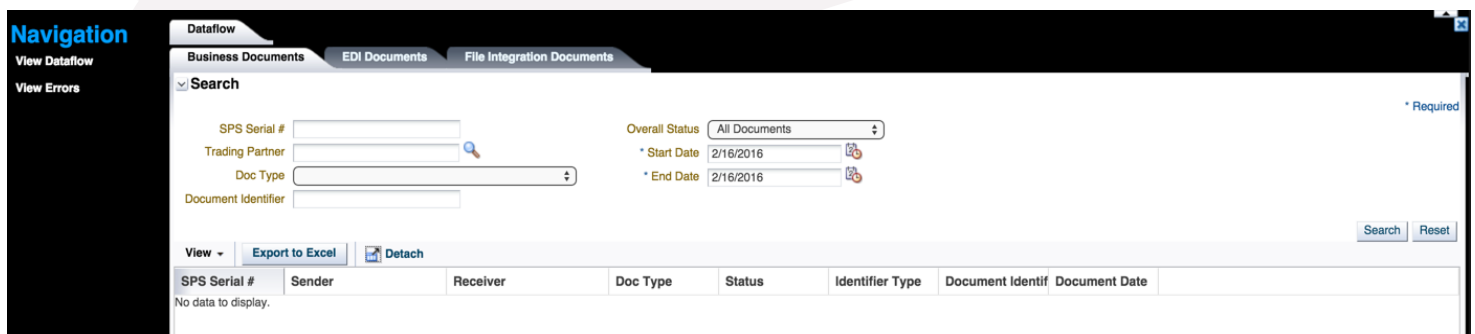 Navigation
View Dataflow
View Errors
Dataflow
Business Documents EDI Documents File Integration Documents
Search
* Required
SPS Serial # Overall Status All Documents
Trading Partner * Start Date 2/16/2016
Doc Type * End Date 2/16/2016
Document Identifier
Search Reset
View Export to Excel Detach
SPS Serial # Sender Receiver Doc Type Status Identifier Type Document Identif Document Date
No data to display.